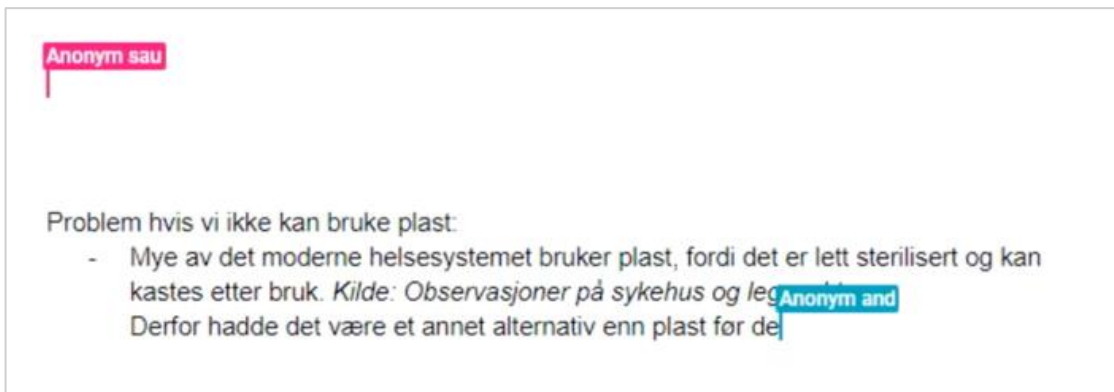 Anonym sau
Problem hvis vi ikke kan bruke plast:
- Mye av det moderne helsesystemet bruker plast, fordi det er lett sterilisert og kan
kastes etter bruk. Kilde: Observasjoner på sykehus og
Anonym and
Derfor hadde det være et annet alternativ enn plast før de